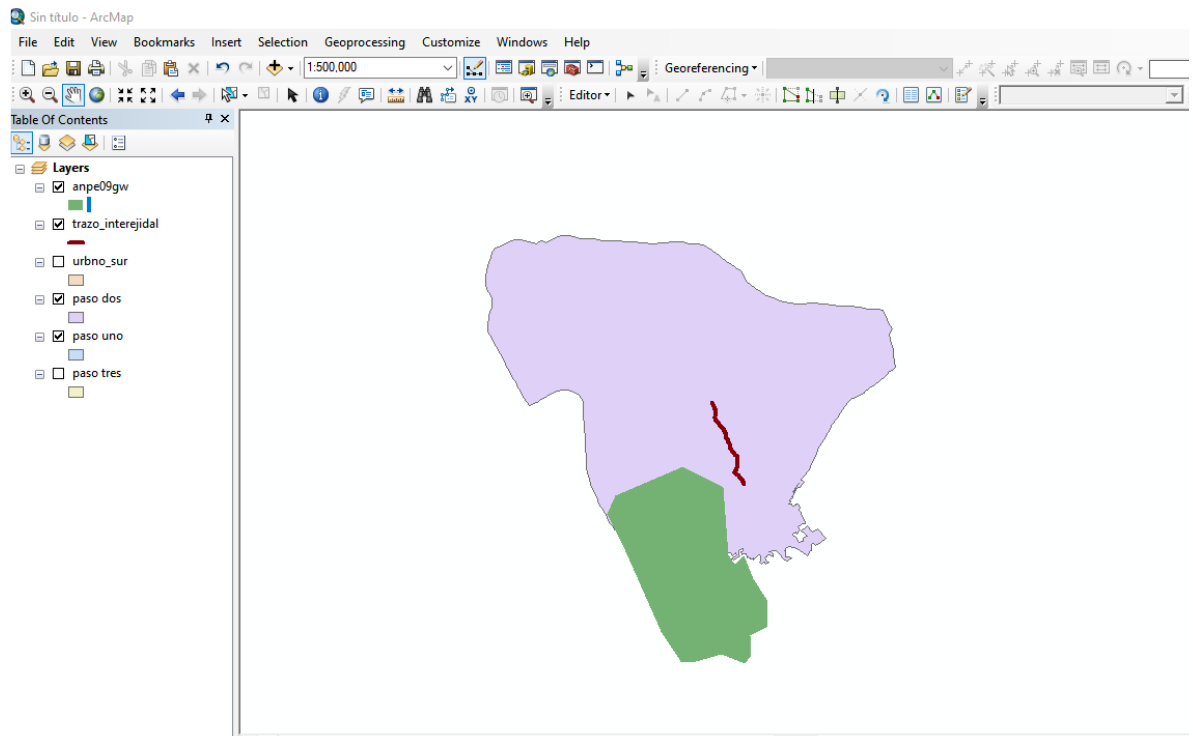 Sin título - ArcMap
File Edit View Bookmarks Insert Selection Geoprocessing Customize Windows Help
1:500,000 Georeferencing
Editor
Table Of Contents
Layers
anpe09gw
trazo_interejidal
urbno_sur
paso dos
paso uno
paso tres